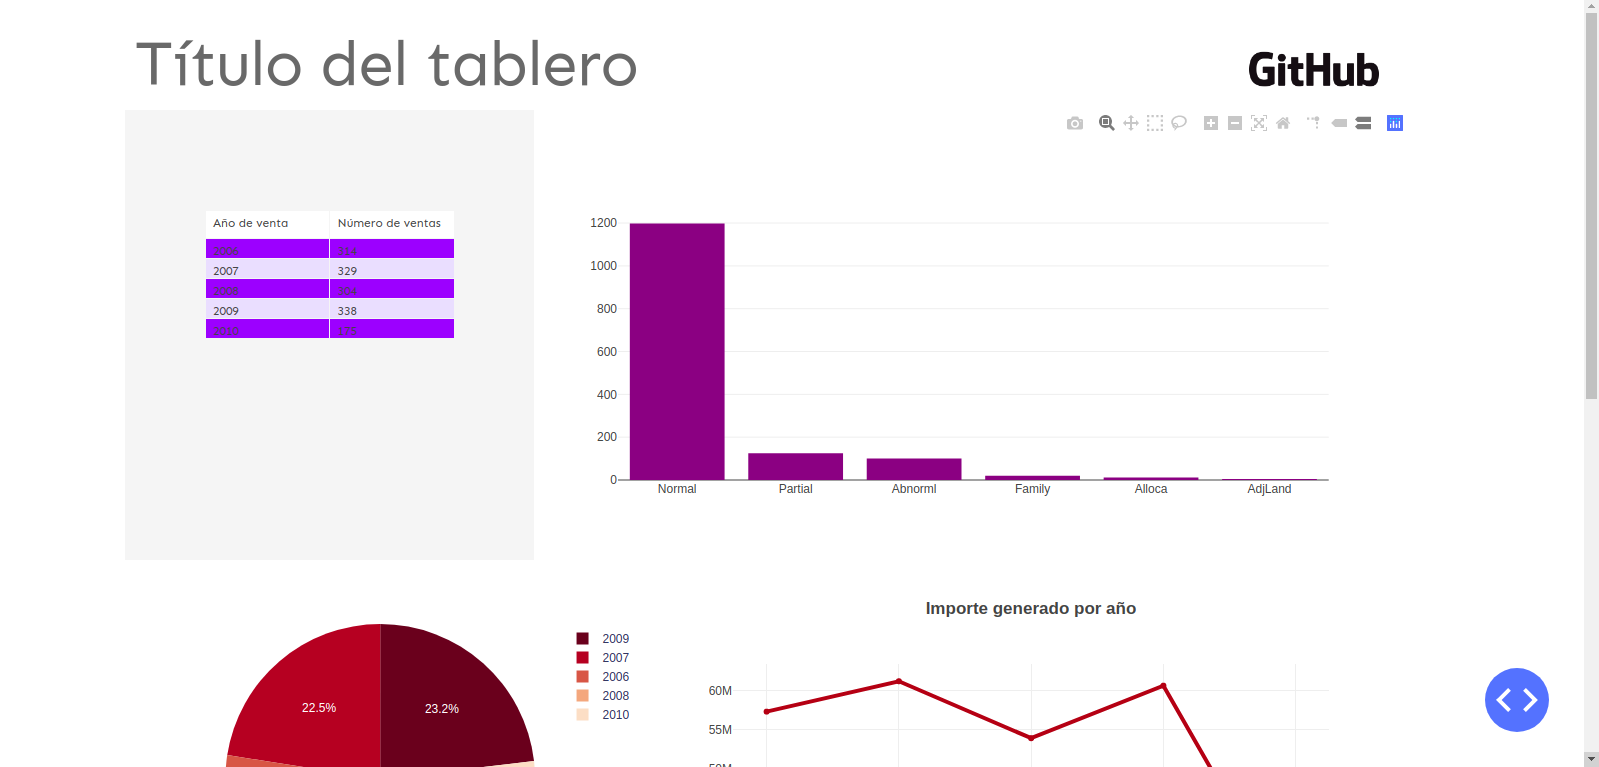 Título del tablero
GitHub
Año de venta Número de ventas
2006 314
2007 329
2008 304
2009 338
2010 175
1200
1000
800
600
400
200
0
Normal Partial Abnorml Family Alloca AdjLand
Importe generado por año
22.5% 23.2%
2009
2007
2006
2008
2010
60M
55M
50M